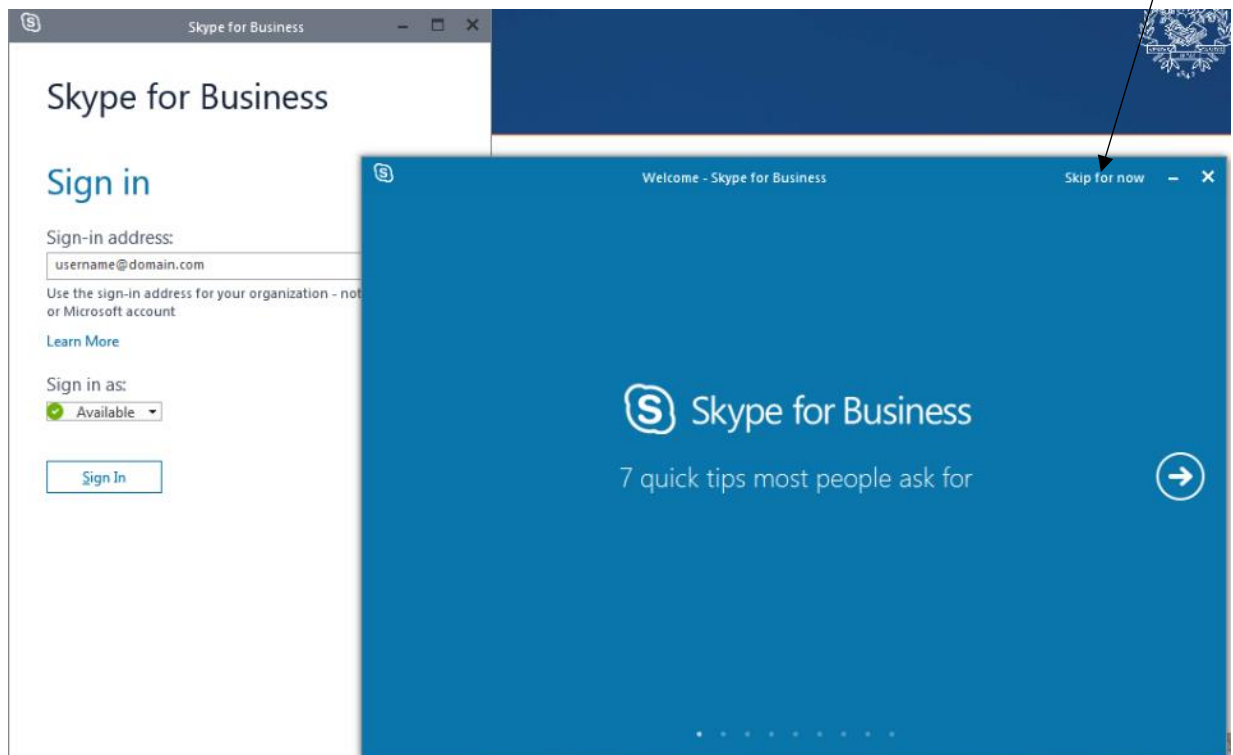 Skype for Business
Skype for Business
Sign in
Sign-in address:
username@domain.com
Use the sign-in address for your organization - not
or Microsoft account
Learn More
Sign in as:
Available
Sign In
Welcome - Skype for Business
Skip for now
Skype for Business
7 quick tips most people ask for